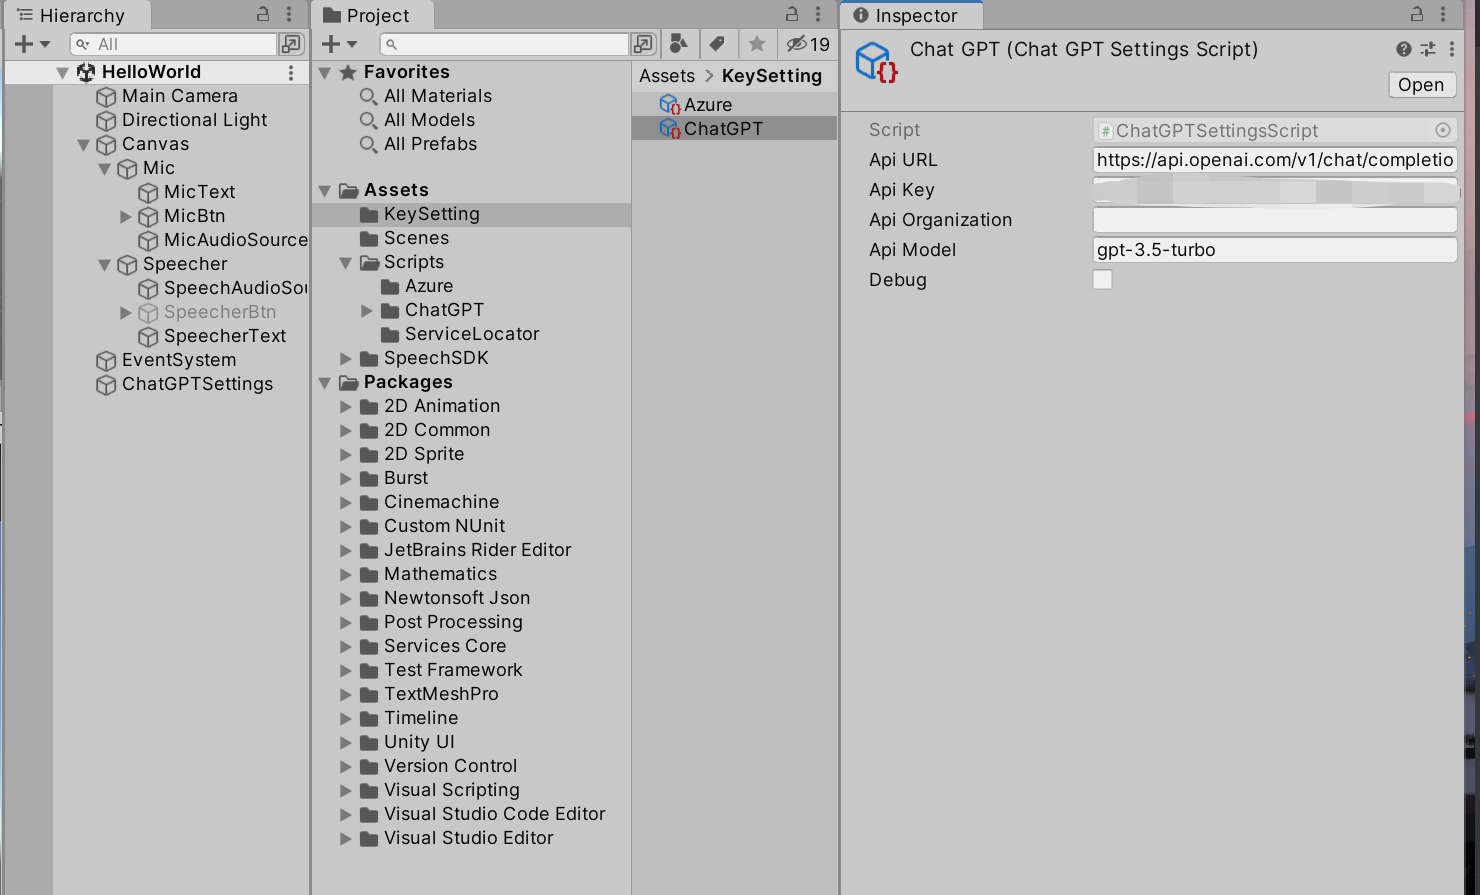 Hierarchy
All
HelloWorld
Main Camera
Directional Light
Canvas
Mic
MicText
MicBtn
MicAudioSource
Speecher
SpeechAudioSou
SpeecherBtn
SpeecherText
EventSystem
ChatGPTSettings
Project
19
Favorites
All Materials
All Models
All Prefabs
Assets
KeySetting
Scenes
Scripts
Azure
ChatGPT
ServiceLocator
SpeechSDK
Packages
2D Animation
2D Common
2D Sprite
Burst
Cinemachine
Custom NUnit
JetBrains Rider Editor
Mathematics
Newtonsoft Json
Post Processing
Services Core
Test Framework
TextMeshPro
Timeline
Unity UI
Version Control
Visual Scripting
Visual Studio Code Editor
Visual Studio Editor
Assets > KeySetting
Azure
ChatGPT
Inspector
Chat GPT (Chat GPT Settings Script)
Open
Script # ChatGPTSettingsScript
Api URL https://api.openai.com/v1/chat/completio
Api Key
Api Organization
Api Model gpt-3.5-turbo
Debug